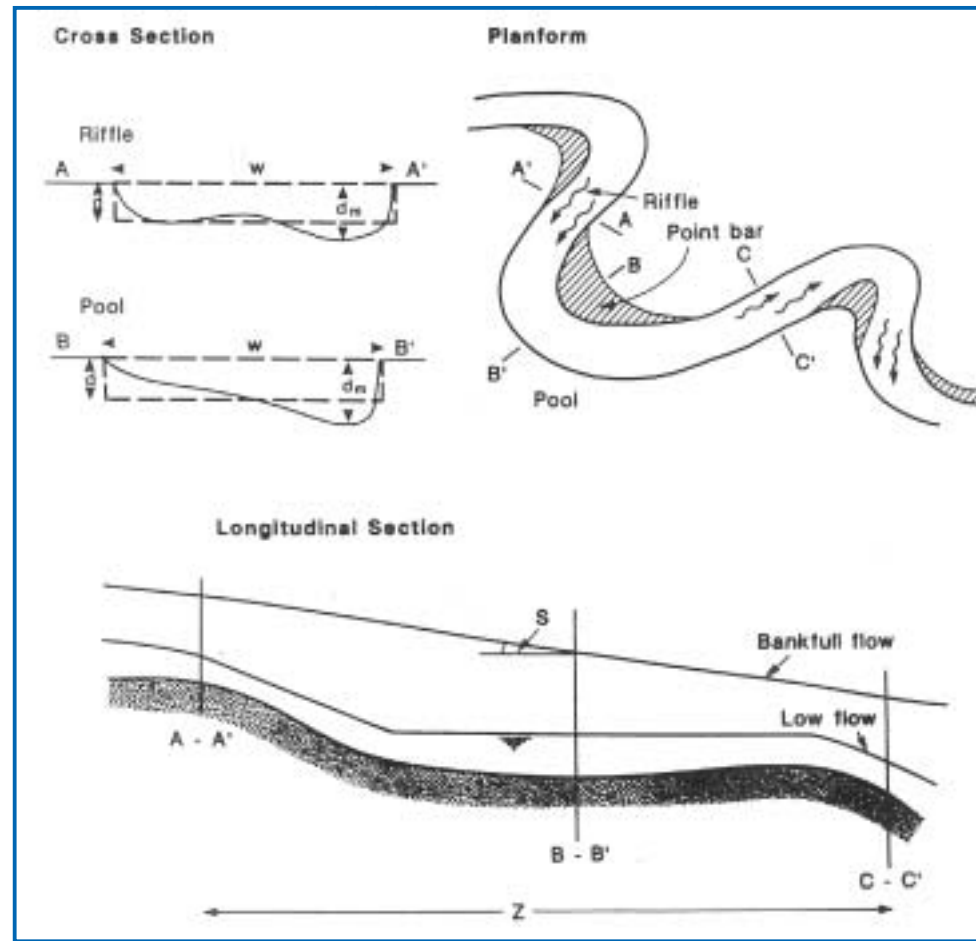 Cross Section
Planform
Riffle
A w A'
dm
Pool
B w B'
dm
A'
Riffle
A
Point bar
B
C
B'
C'
Pool
Longitudinal Section
S
Bankfull flow
Low flow
A - A'
B - B'
C - C'
Z